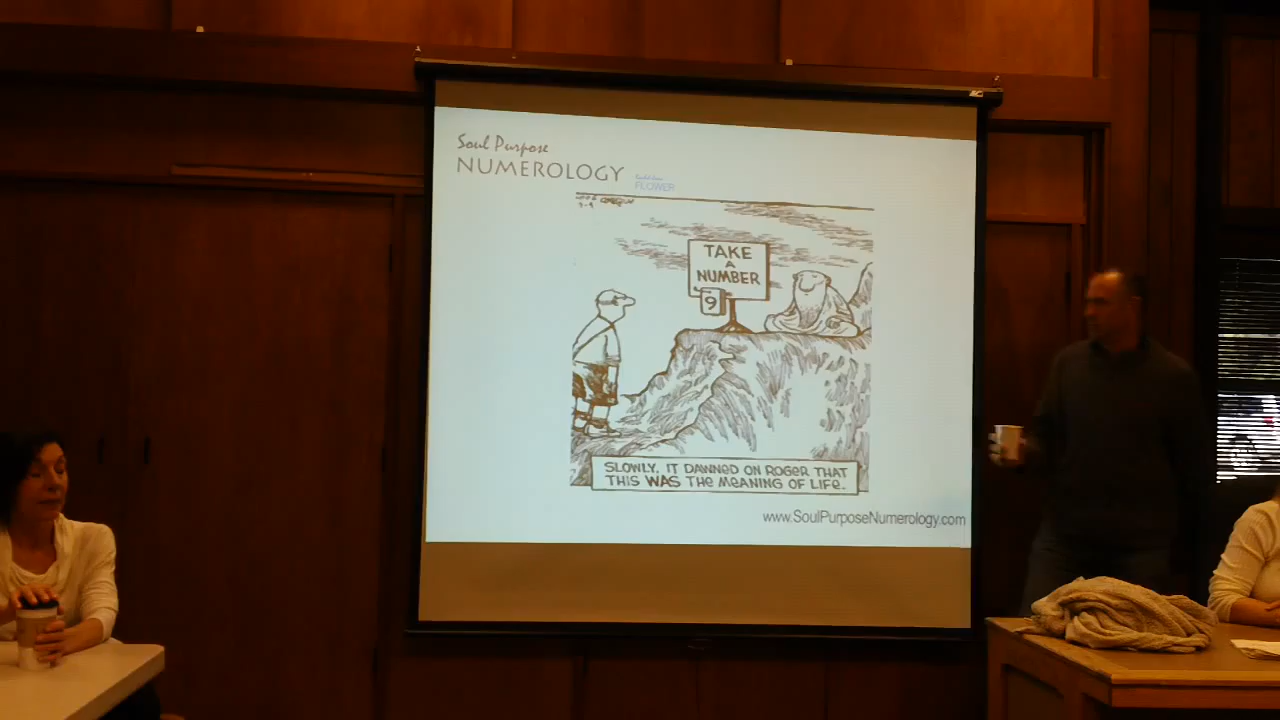 Soul Purpose
NUMEROLOGY
FLOWER
TAKE
A
NUMBER
9
SLOWLY, IT DAWNED ON ROGER THAT
THIS WAS THE MEANING OF LIFE.
www.SoulPurposeNumerology.com